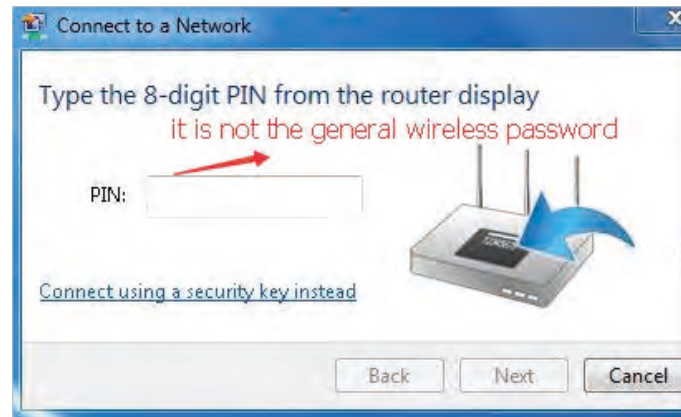 Connect to a Network
Type the 8-digit PIN from the router display
it is not the general wireless password
PIN:
Connect using a security key instead
Back Next Cancel